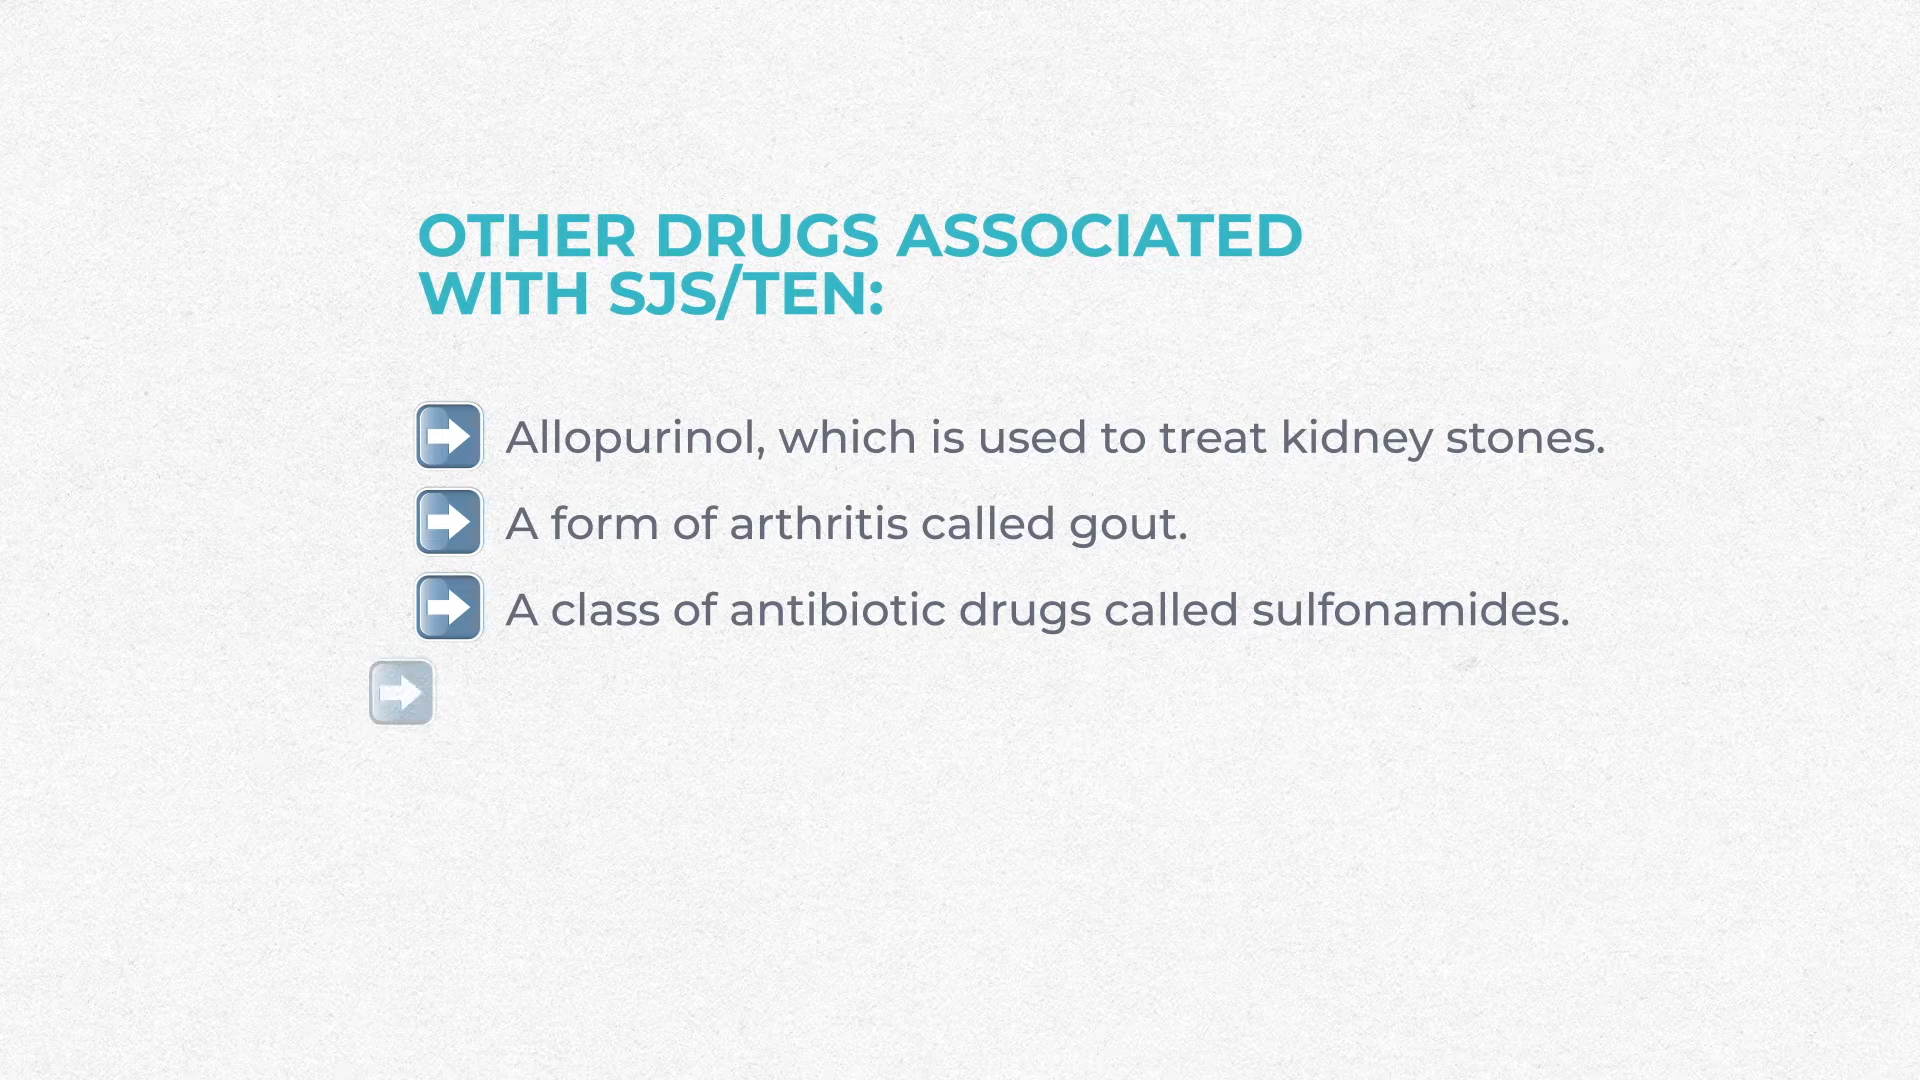 OTHER DRUGS ASSOCIATED
WITH SJS/TEN:
Allopurinol, which is used to treat kidney stones.
A form of arthritis called gout.
A class of antibiotic drugs called sulfonamides.